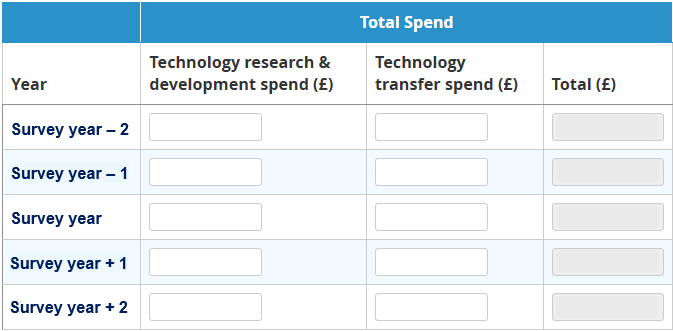 Total Spend
Year
Technology research &
development spend (£)
Technology
transfer spend (£)
Total (£)
Survey year – 2
Survey year – 1
Survey year
Survey year + 1
Survey year + 2